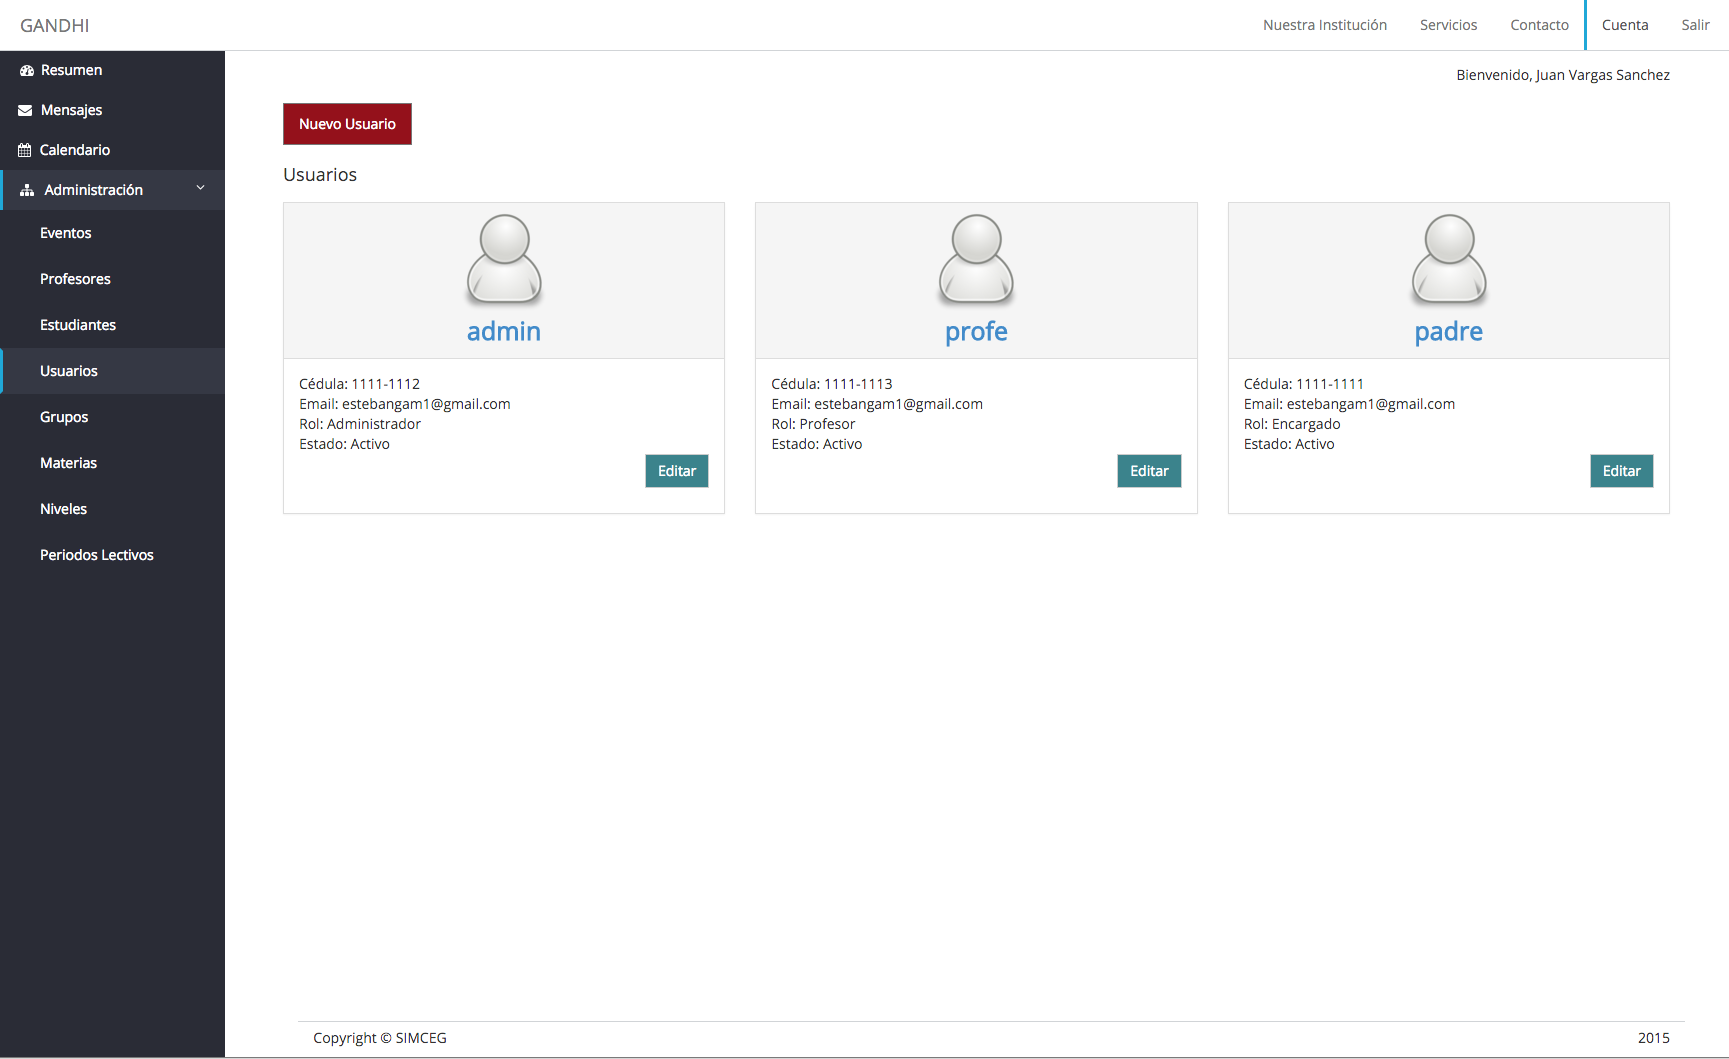 GANDHI
Nuestra Institución
Servicios
Contacto
Cuenta
Salir
Resumen
Mensajes
Calendario
Administración
Eventos
Profesores
Estudiantes
Usuarios
Grupos
Materias
Niveles
Periodos Lectivos
Bienvenido, Juan Vargas Sanchez
Nuevo Usuario
Usuarios
admin
Cédula: 1111-1112
Email: estebangam1@gmail.com
Rol: Administrador
Estado: Activo
Editar
profe
Cédula: 1111-1113
Email: estebangam1@gmail.com
Rol: Profesor
Estado: Activo
Editar
padre
Cédula: 1111-1111
Email: estebangam1@gmail.com
Rol: Encargado
Estado: Activo
Editar
Copyright © SIMCEG
2015